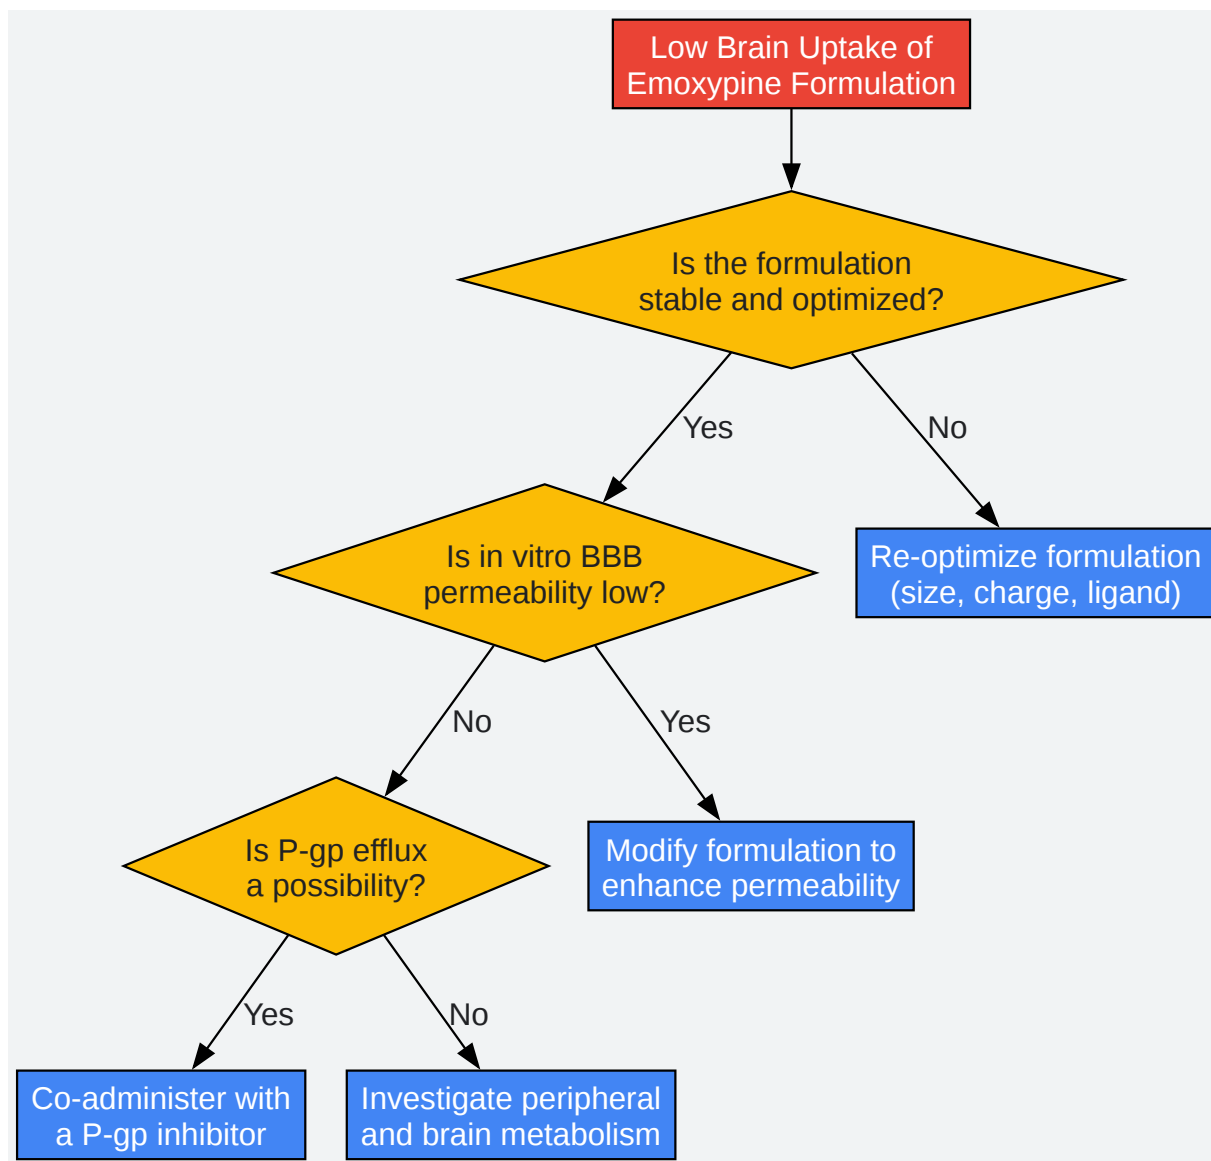 Low Brain Uptake of
Emoxypine Formulation
Is the formulation
stable and optimized?
Yes
No
Is in vitro BBB
permeability low?
Re-optimize formulation
(size, charge, ligand)
No
Yes
Is P-gp efflux
a possibility?
Modify formulation to
enhance permeability
Yes
No
Co-administer with
a P-gp inhibitor
Investigate peripheral
and brain metabolism